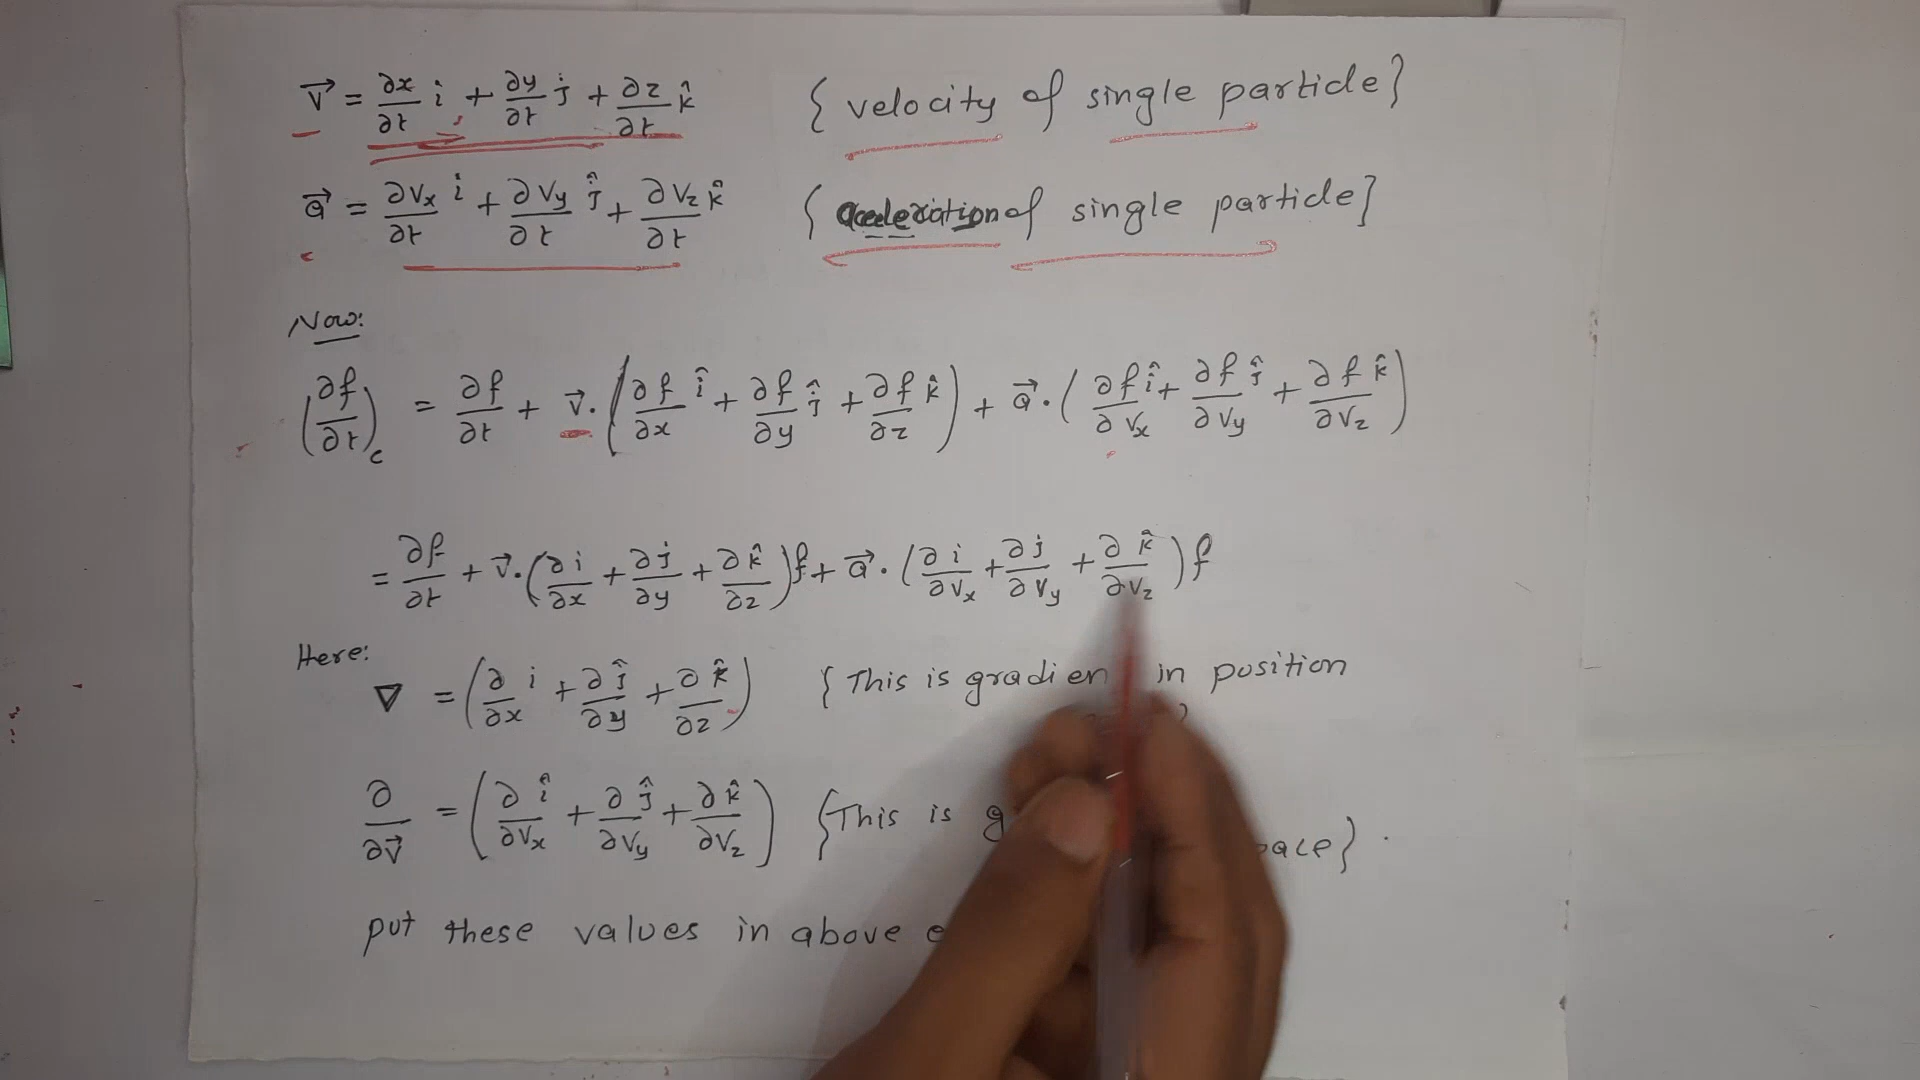 V⃗ = ∂x/∂t i + ∂y/∂t j + ∂z/∂t k̂ { velocity of single particle}
a⃗ = ∂Vx/∂t î + ∂Vy/∂t ĵ + ∂Vz/∂t k̂ { acceleration of single particle}
Now:
(∂f/∂t)c = ∂f/∂t + V⃗.(∂f/∂x î + ∂f/∂y ĵ + ∂f/∂z k̂) + a⃗.(∂f/∂Vx î + ∂f/∂Vy ĵ + ∂f/∂Vz k̂)
= ∂f/∂t + V⃗.(∂i/∂x + ∂j/∂y + ∂k̂/∂z)f + a⃗.(∂i/∂Vx + ∂j/∂Vy + ∂k̂/∂Vz)f
Here:
∇ = (∂/∂x i + ∂ĵ/∂y + ∂k̂/∂z) { This is in position
∂/∂V⃗ = (∂î/∂Vx + ∂ĵ/∂Vy + ∂k̂/∂Vz) {This is
put these values in above